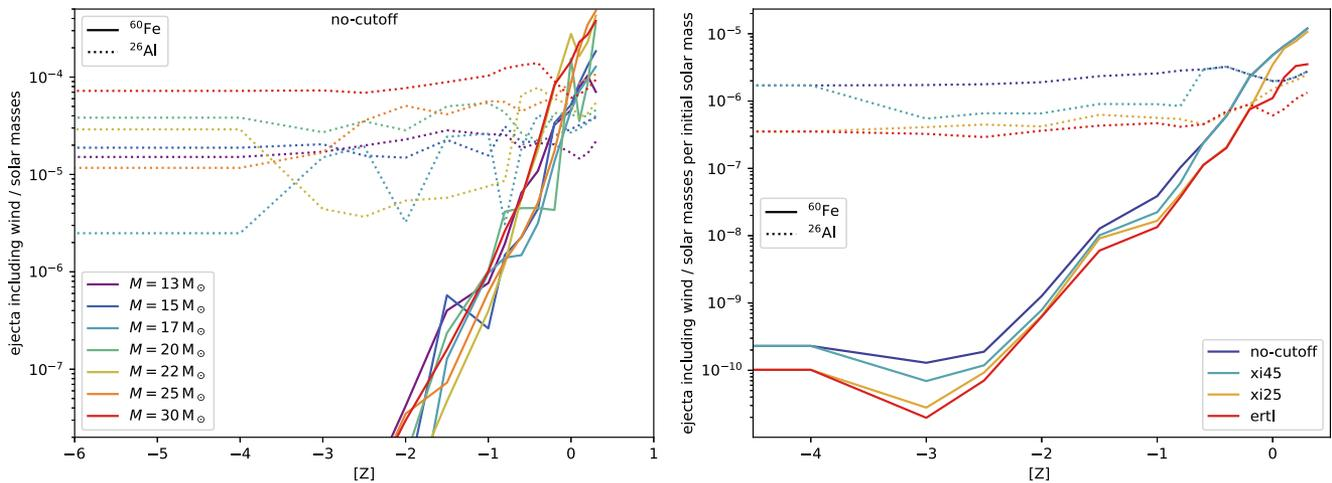 no-cutoff
⁶⁰Fe
²⁶Al
10⁻⁴
10⁻⁵
10⁻⁶
10⁻⁷
ejecta including wind / solar masses
M = 13 M☉
M = 15 M☉
M = 17 M☉
M = 20 M☉
M = 22 M☉
M = 25 M☉
M = 30 M☉
−6 −5 −4 −3 −2 −1 0 1
[Z]
ejecta including wind / solar masses per initial solar mass
10⁻⁵
10⁻⁶
10⁻⁷
10⁻⁸
10⁻⁹
10⁻¹⁰
⁶⁰Fe
²⁶Al
no-cutoff
xi45
xi25
ertl
−4 −3 −2 −1 0
[Z]